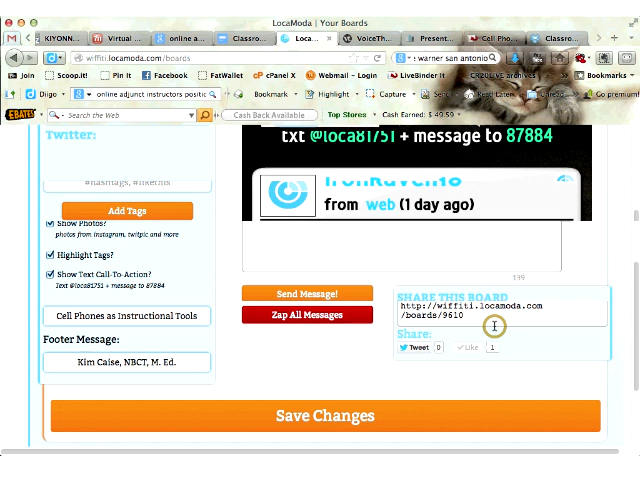 LocaModa | Your Boards
KIYONN...
Virtual
online a...
Classro...
Loca...
VoiceTh...
Present...
Cell Pho...
Classro...
wiffiti.locamoda.com/boards
warner san antonio
Join
Scoop.it!
Pin It
Facebook
FatWallet
cPanel X
Webmail - Login
LiveBinder It
CR20LIVE archives
Bookmarks
Diigo
online adjunct instructors positic
Bookmark
Highlight
Capture
Send
Read Later
Unread
Go premium!
EBATES
Search the Web
Cash Back Available
Top Stores
Cash Earned: $ 49.59
Twitter:
#hashtags, #likethis
Add Tags
Show Photos?
photos from instagram, twitpic and more
Highlight Tags?
Show Text Call-To-Action?
Text @loca81751 + message to 87884
Cell Phones as Instructional Tools
Footer Message:
Kim Caise, NBCT, M. Ed.
txt @loca81751 + message to 87884
IronRaven18
from web (1 day ago)
139
Send Message!
Zap All Messages
SHARE THIS BOARD
http://wiffiti.locamoda.com
/boards/9610
Share:
Tweet 0
Like 1
Save Changes